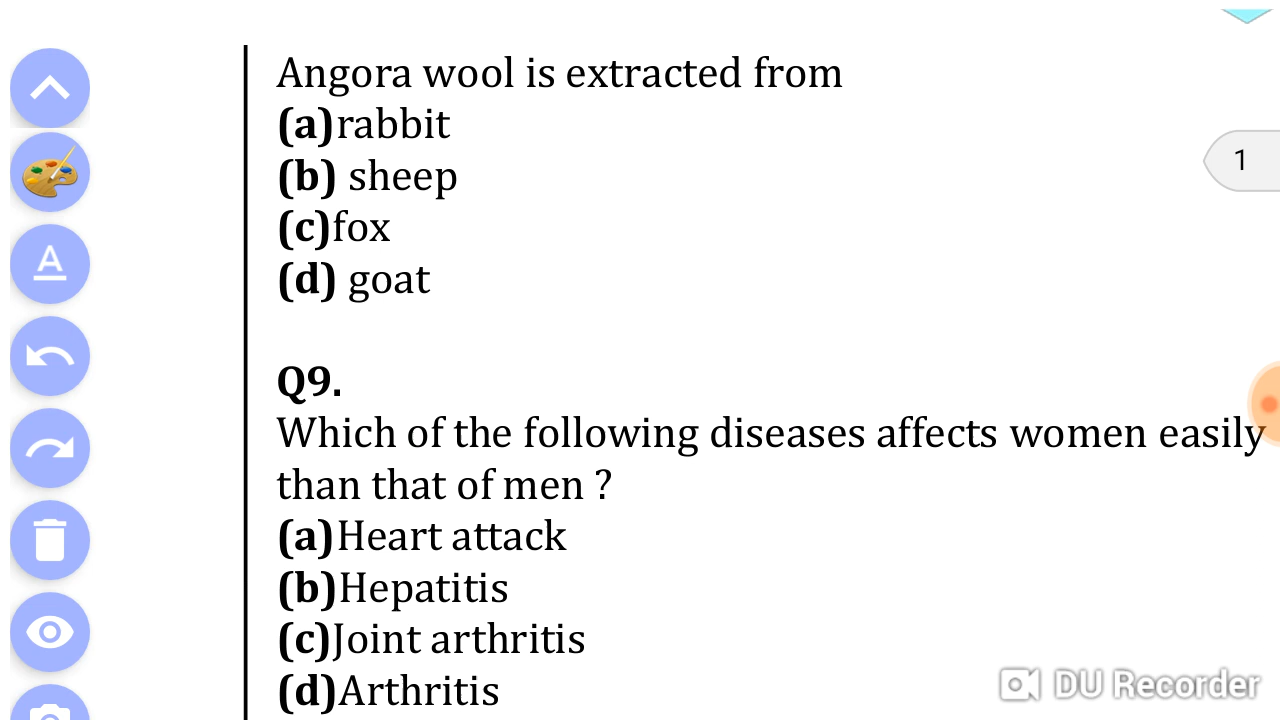 Angora wool is extracted from
(a)rabbit
(b) sheep
(c)fox
(d) goat
1
A
Q9.
Which of the following diseases affects women easily
than that of men ?
(a)Heart attack
(b)Hepatitis
(c)Joint arthritis
(d)Arthritis
DU Recorder